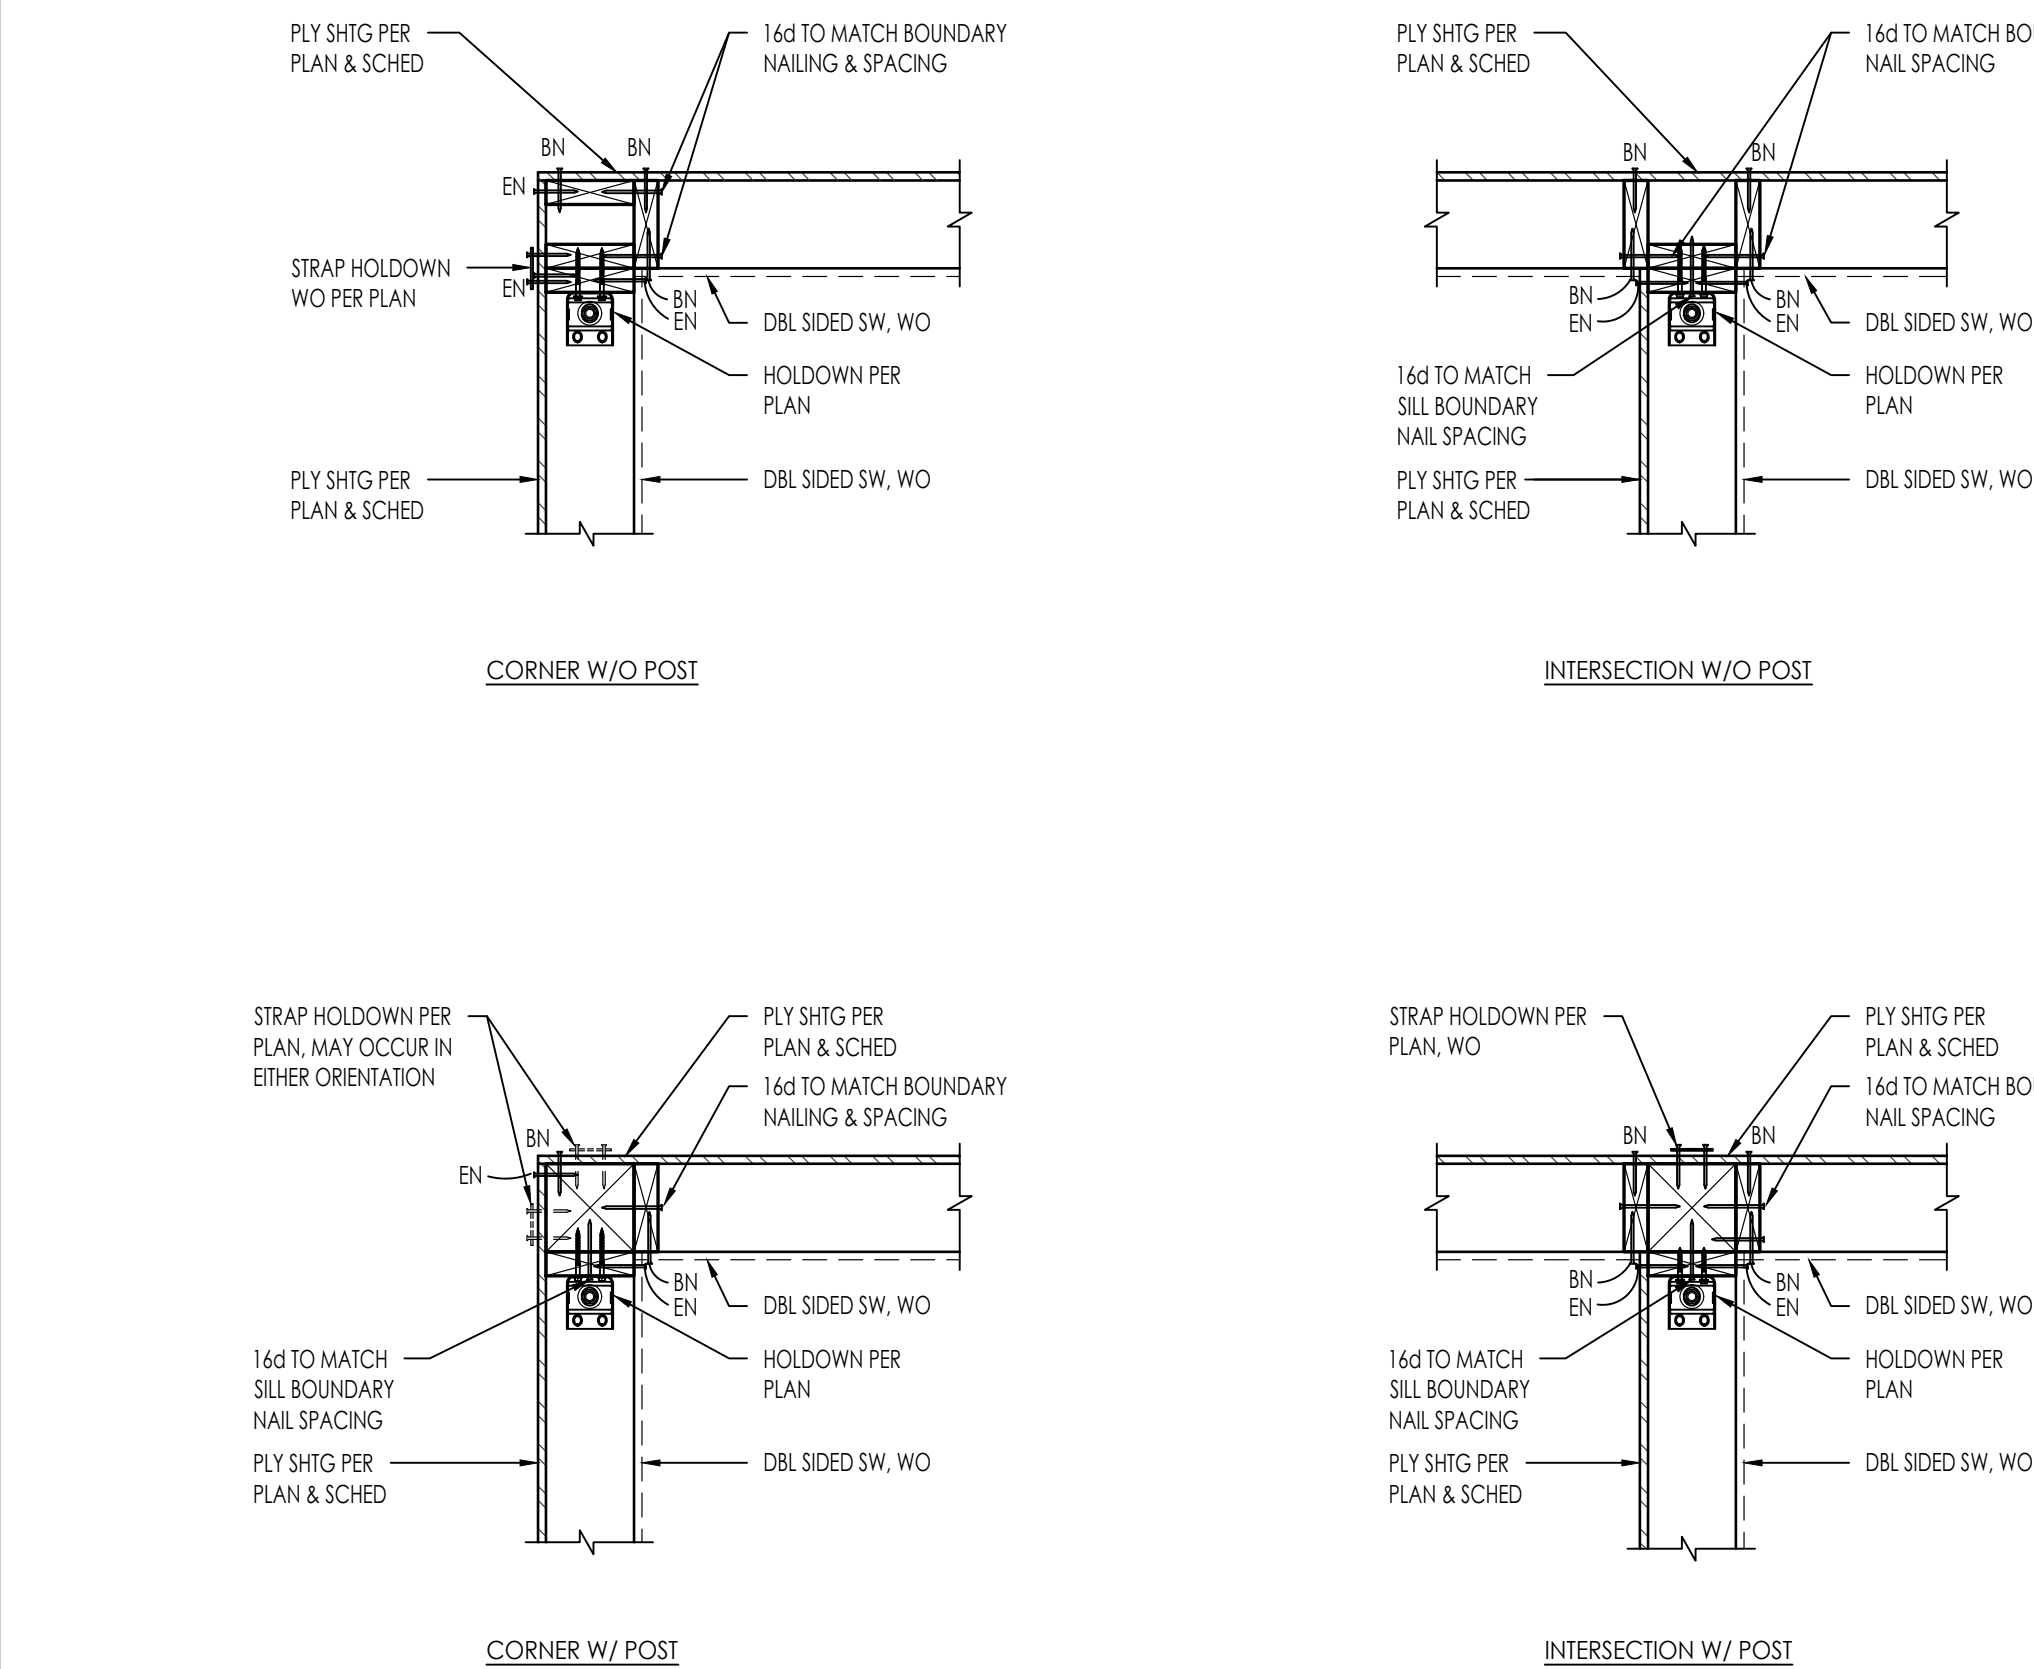 PLY SHTG PER
PLAN & SCHED
16d TO MATCH BOUNDARY
NAILING & SPACING
BN
BN
EN
STRAP HOLDOWN
WO PER PLAN
EN
BN
EN
DBL SIDED SW, WO
HOLDOWN PER
PLAN
PLY SHTG PER
PLAN & SCHED
DBL SIDED SW, WO
CORNER W/O POST
PLY SHTG PER
PLAN & SCHED
16d TO MATCH
NAIL SPACING
BN
BN
BN
EN
BN
EN
DBL SIDED SW, WO
16d TO MATCH
SILL BOUNDARY
NAIL SPACING
HOLDOWN PER
PLAN
PLY SHTG PER
PLAN & SCHED
DBL SIDED SW, WO
INTERSECTION W/O POST
STRAP HOLDOWN PER
PLAN, MAY OCCUR IN
EITHER ORIENTATION
PLY SHTG PER
PLAN & SCHED
16d TO MATCH BOUNDARY
NAILING & SPACING
BN
EN
BN
EN
DBL SIDED SW, WO
16d TO MATCH
SILL BOUNDARY
NAIL SPACING
HOLDOWN PER
PLAN
PLY SHTG PER
PLAN & SCHED
DBL SIDED SW, WO
CORNER W/ POST
STRAP HOLDOWN PER
PLAN, WO
PLY SHTG PER
PLAN & SCHED
16d TO MATCH
NAIL SPACING
BN
BN
BN
EN
BN
EN
DBL SIDED SW, WO
16d TO MATCH
SILL BOUNDARY
NAIL SPACING
HOLDOWN PER
PLAN
PLY SHTG PER
PLAN & SCHED
DBL SIDED SW, WO
INTERSECTION W/ POST